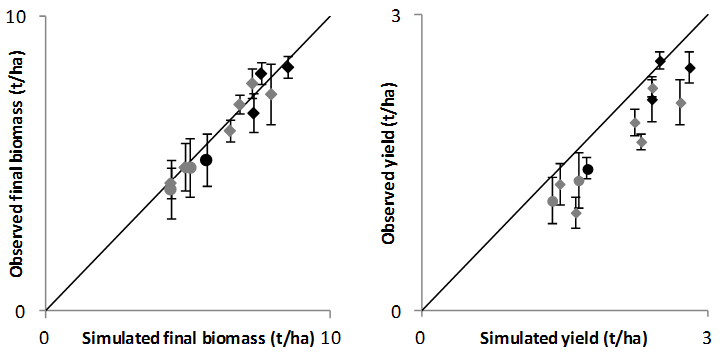 10
Observed final biomass (t/ha)
0
0
Simulated final biomass (t/ha)
10
3
Observed yield (t/ha)
0
0
Simulated yield (t/ha)
3